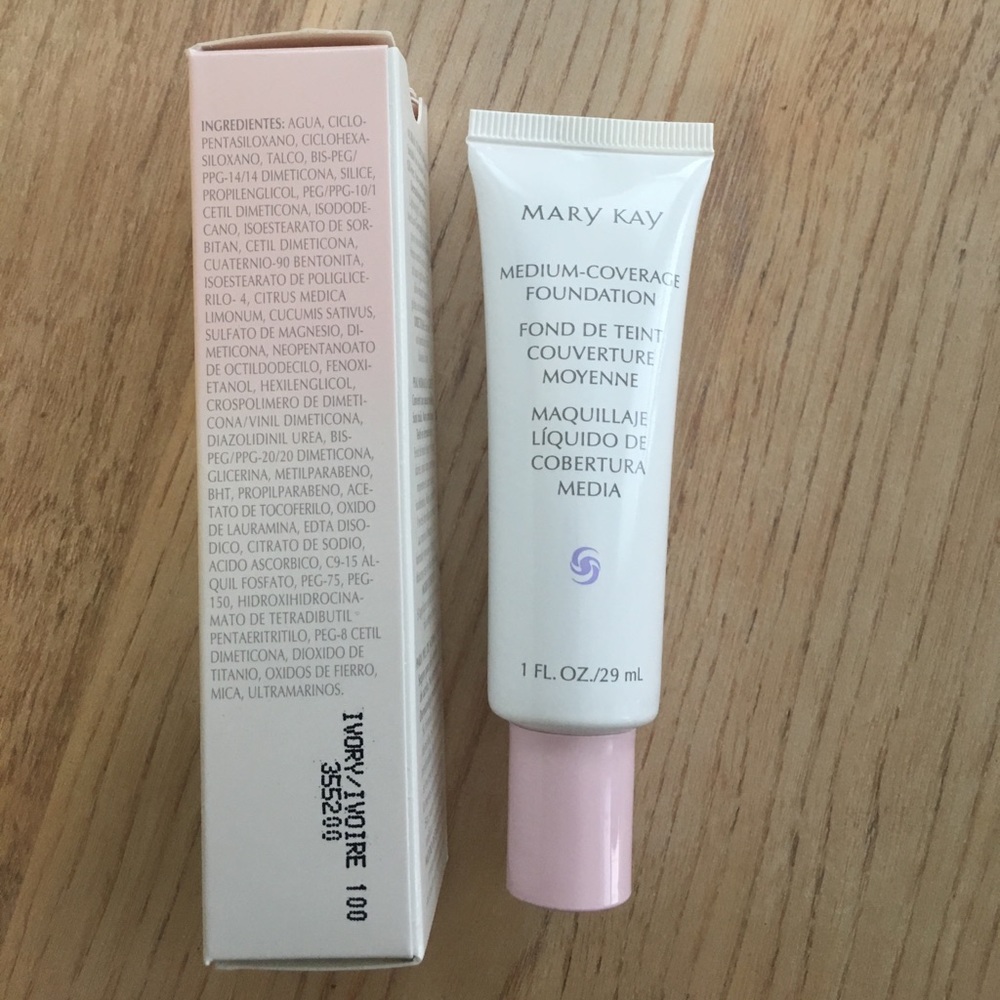 INGREDIENTES: AGUA, CICLO-
PENTASILOXANO, CICLOHEXA-
SILOXANO, TALCO, BIS-PEG/
PPG-14/14 DIMETICONA, SILICE,
PROPILENGLICOL, PEG/PPG-10/1
CETIL DIMETICONA, ISODODE-
CANO, ISOESTEARATO DE SOR-
BITAN, CETIL DIMETICONA,
CUATERNIO-90 BENTONITA,
ISOESTEARATO DE POLIGLICE-
RILO- 4, CITRUS MEDICA
LIMONUM, CUCUMIS SATIVUS,
SULFATO DE MAGNESIO, DI-
METICONA, NEOPENTANOATO
DE OCTILDODECILO, FENOXI-
ETANOL, HEXILENGLICOL,
CROSPOLIMERO DE DIMETI-
CONA/VINIL DIMETICONA,
DIAZOLIDINIL UREA, BIS-
PEG/PPG-20/20 DIMETICONA,
GLICERINA, METILPARABENO,
BHT, PROPILPARABENO, ACE-
TATO DE TOCOFERILO, OXIDO
DE LAURAMINA, EDTA DISO-
DICO, CITRATO DE SODIO,
ACIDO ASCORBICO, C9-15 AL-
QUIL FOSFATO, PEG-75, PEG-
150, HIDROXIHIDROCINA-
MATO DE TETRADIBUTIL
PENTAERITRITILO, PEG-8 CETIL
DIMETICONA, DIOXIDO DE
TITANIO, OXIDOS DE FIERRO,
MICA, ULTRAMARINOS.
IVORY/IVOIRE 100
355200
MARY KAY
MEDIUM-COVERAGE
FOUNDATION
FOND DE TEINT
COUVERTURE
MOYENNE
MAQUILLAJE
LÍQUIDO DE
COBERTURA
MEDIA
1 FL. OZ./29 mL